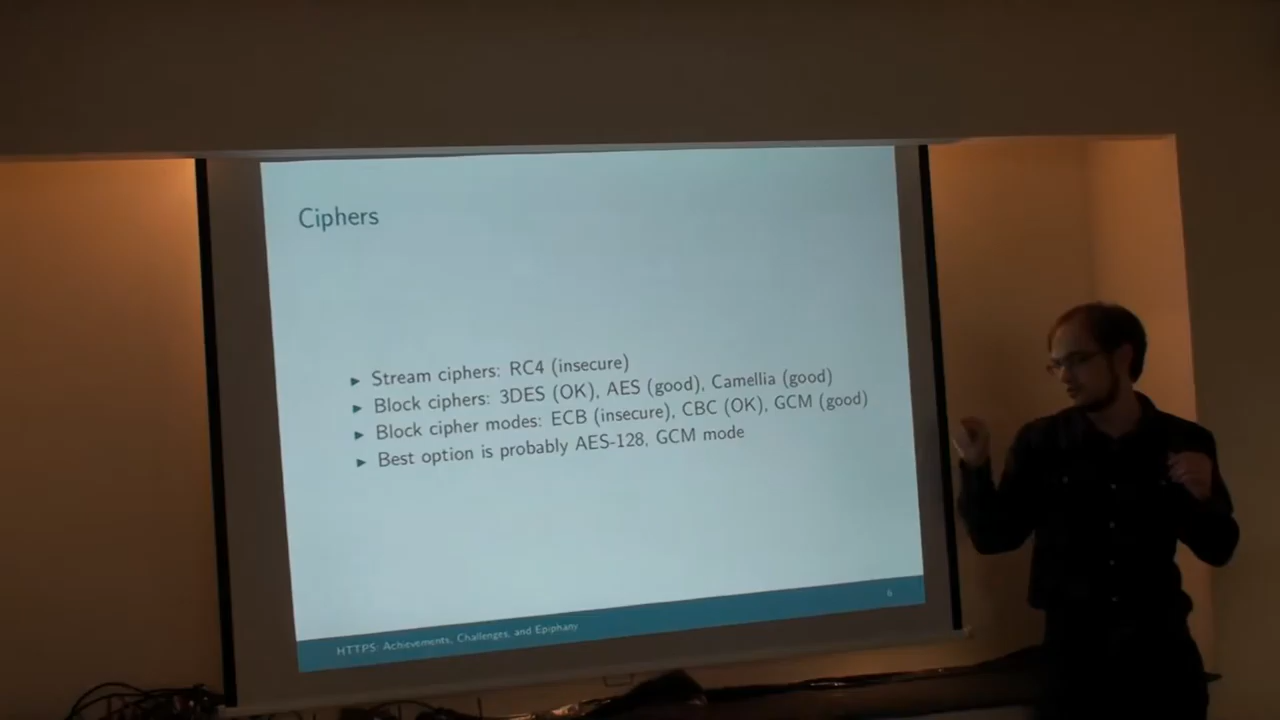 Ciphers
▶ Stream ciphers: RC4 (insecure)
▶ Block ciphers: 3DES (OK), AES (good), Camellia (good)
▶ Block cipher modes: ECB (insecure), CBC (OK), GCM (good)
▶ Best option is probably AES-128, GCM mode
6
HTTPS: Achievements, Challenges, and Epiphany